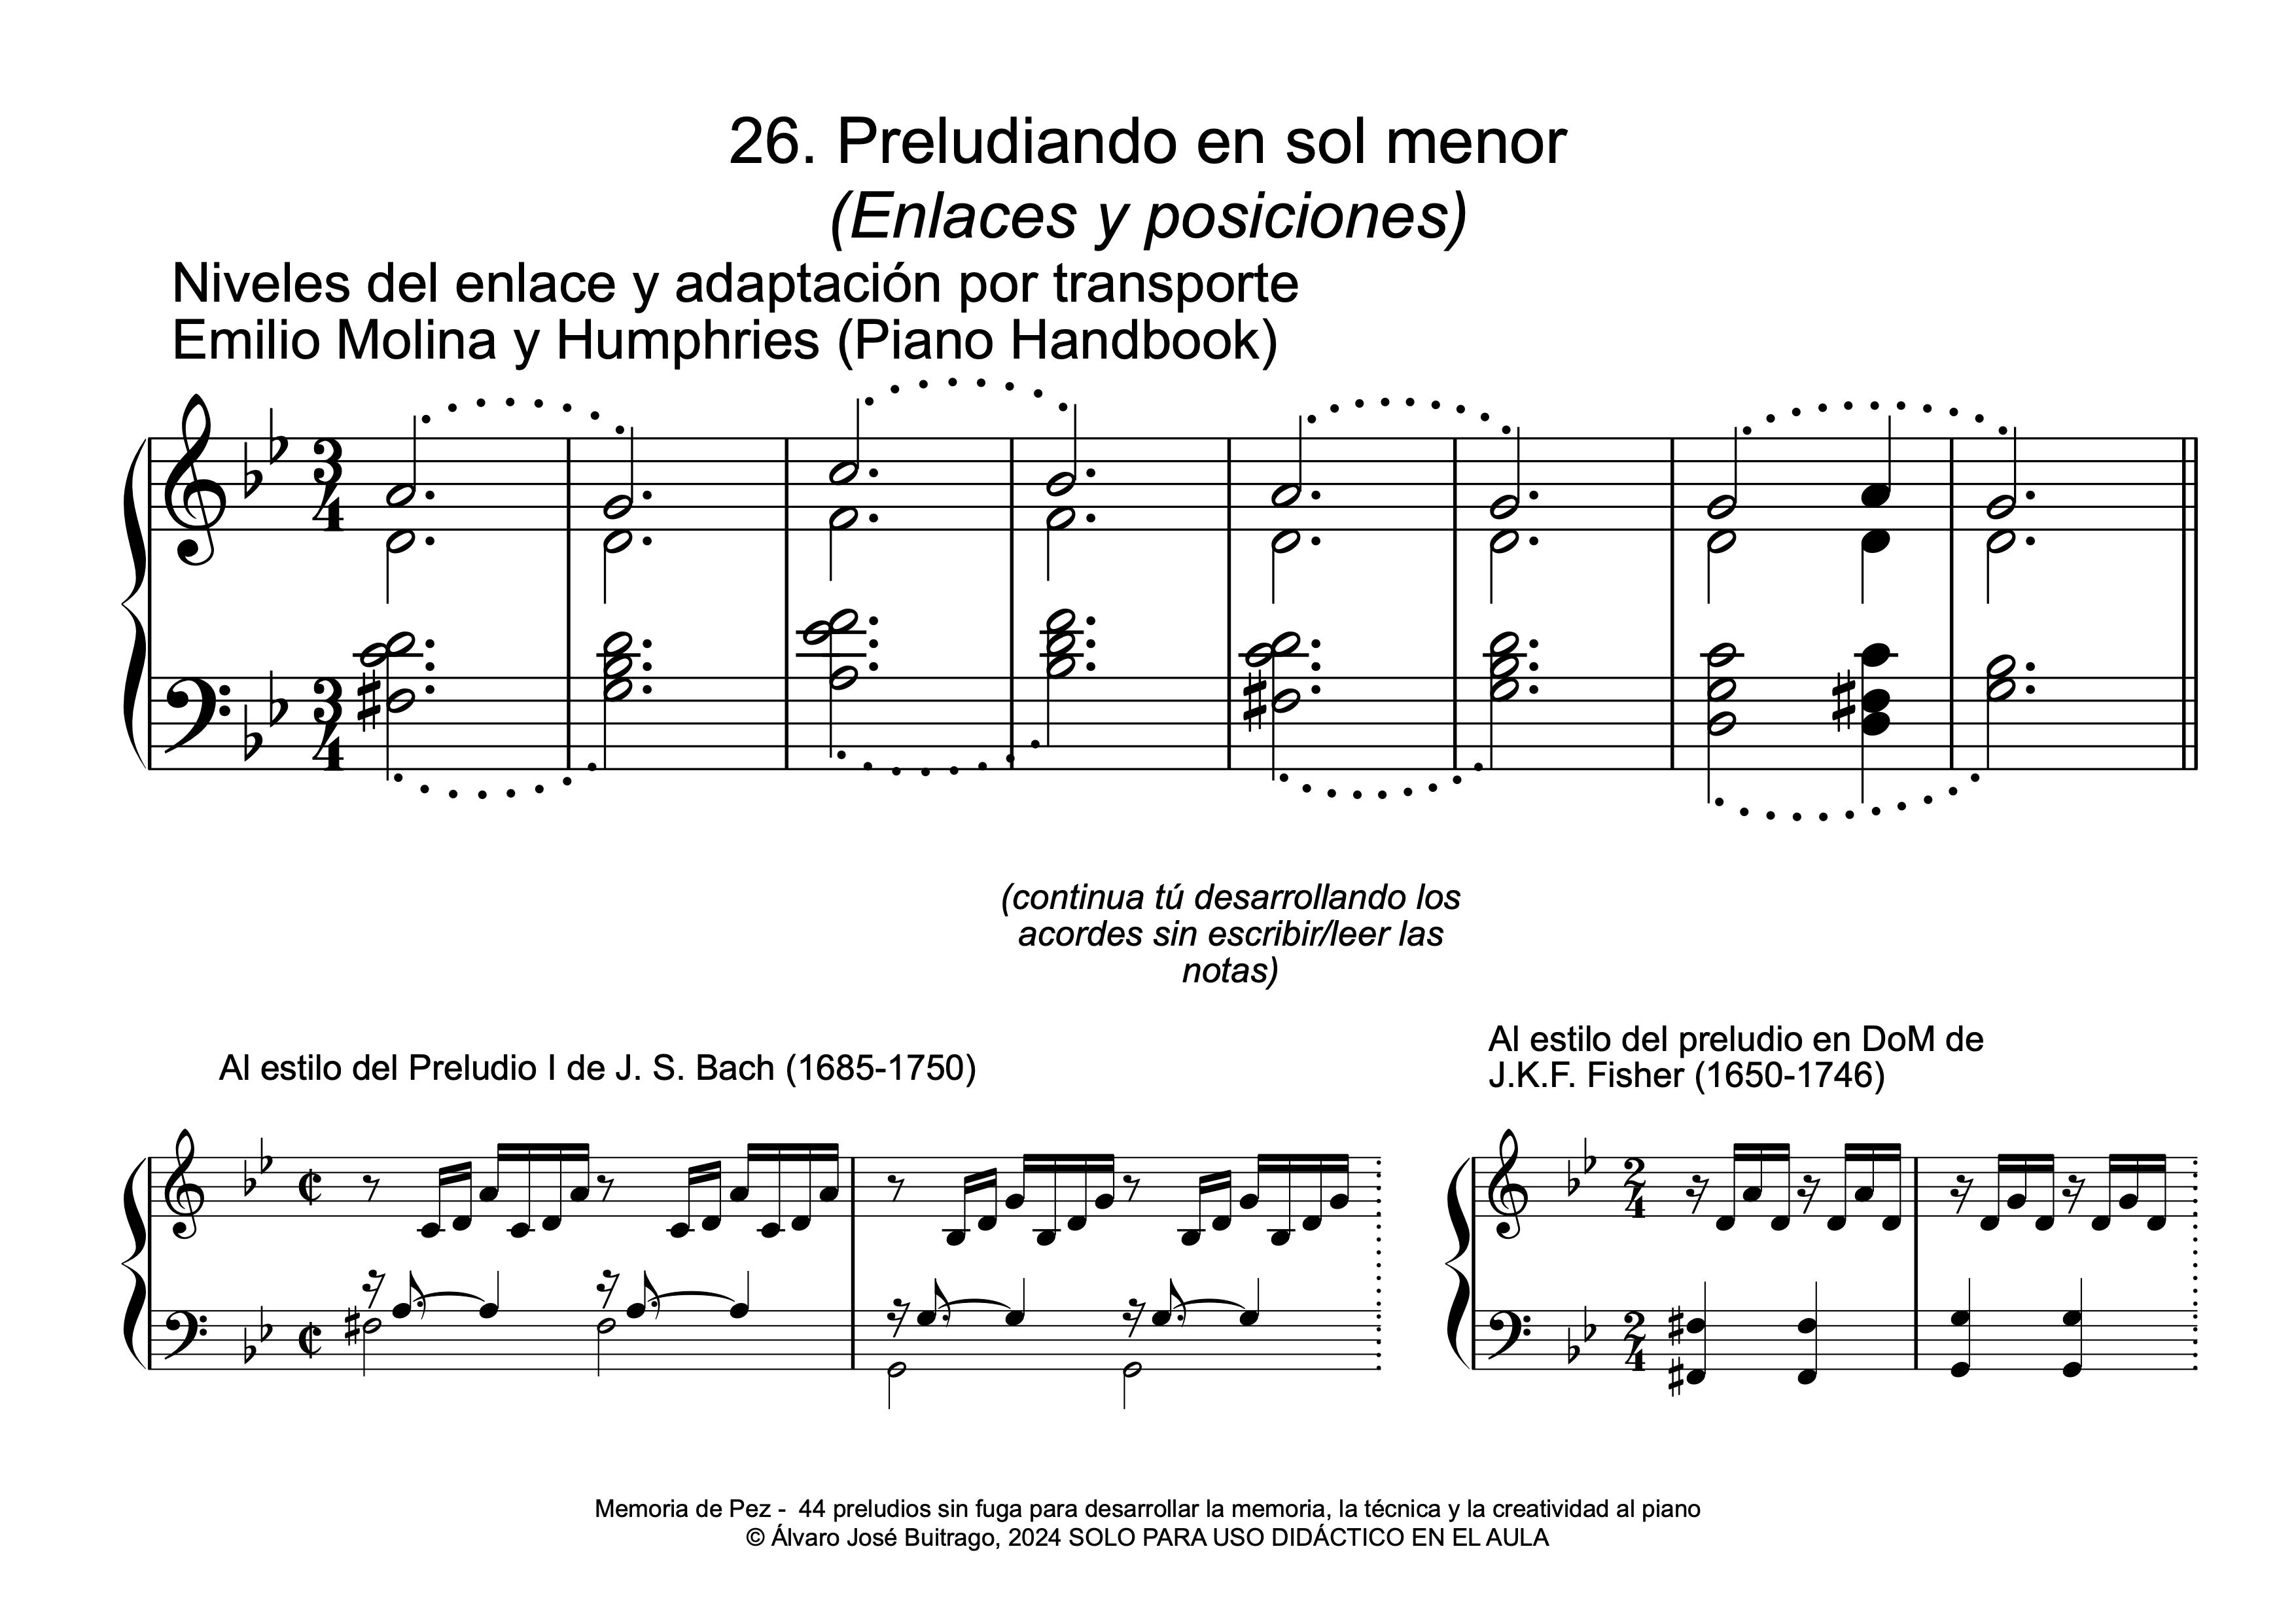 26. Preludiando en sol menor
(Enlaces y posiciones)
Niveles del enlace y adaptación por transporte
Emilio Molina y Humphries (Piano Handbook)
3
4
3
4
(continua tú desarrollando los
acordes sin escribir/leer las
notas)
Al estilo del Preludio I de J. S. Bach (1685-1750)
Al estilo del preludio en DoM de
J.K.F. Fisher (1650-1746)
2
4
2
4
Memoria de Pez -  44 preludios sin fuga para desarrollar la memoria, la técnica y la creatividad al piano
© Álvaro José Buitrago, 2024 SOLO PARA USO DIDÁCTICO EN EL AULA